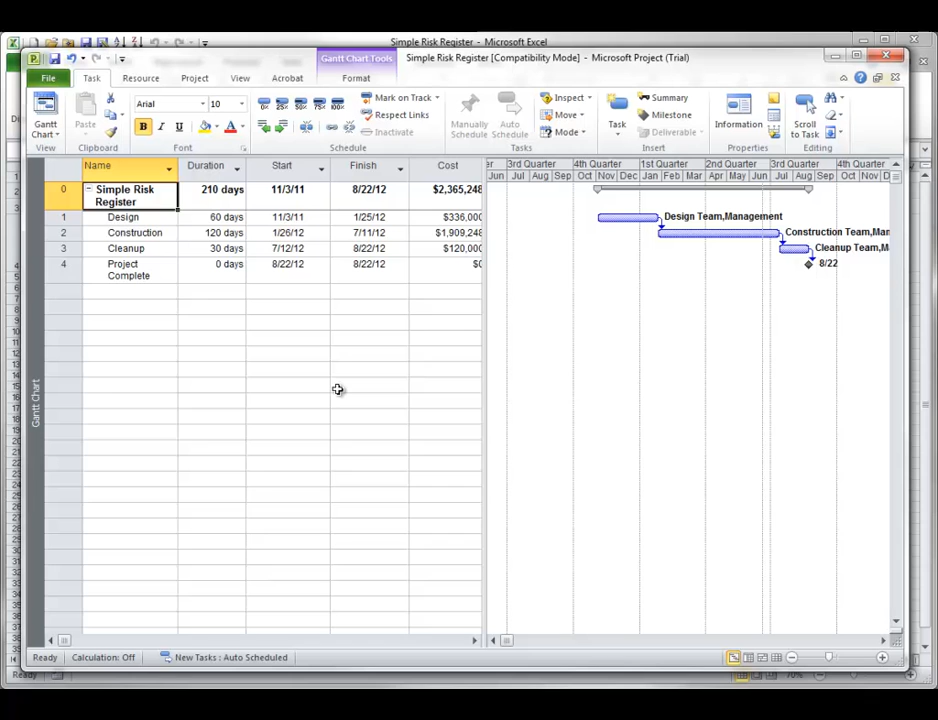 Simple Risk Register - Microsoft Excel
Gantt Chart Tools
Simple Risk Register [Compatibility Mode] - Microsoft Project (Trial)
File Task Resource Project View Acrobat Format
Gantt Chart
View
Paste
Clipboard
Arial 10
B I U A
Font
0% 25% 50% 75% 100%
Mark on Track
Respect Links
Inactivate
Schedule
Manually Schedule
Auto Schedule
Inspect
Move
Mode
Tasks
Task
Summary
Milestone
Deliverable
Insert
Information
Properties
Scroll to Task
Editing
Name Duration Start Finish Cost
0 Simple Risk Register 210 days 11/3/11 8/22/12 $2,365,248
1 Design 60 days 11/3/11 1/25/12 $336,000
2 Construction 120 days 1/26/12 7/11/12 $1,909,248
3 Cleanup 30 days 7/12/12 8/22/12 $120,000
4 Project Complete 0 days 8/22/12 8/22/12 $0
er 3rd Quarter 4th Quarter 1st Quarter 2nd Quarter 3rd Quarter 4th Quarter
Jun Jul Aug Sep Oct Nov Dec Jan Feb Mar Apr May Jun Jul Aug Sep Oct Nov D
Design Team,Management
Construction Team,Man
Cleanup Team,M
8/22
Gantt Chart
Ready Calculation: Off New Tasks : Auto Scheduled
Ready 70%